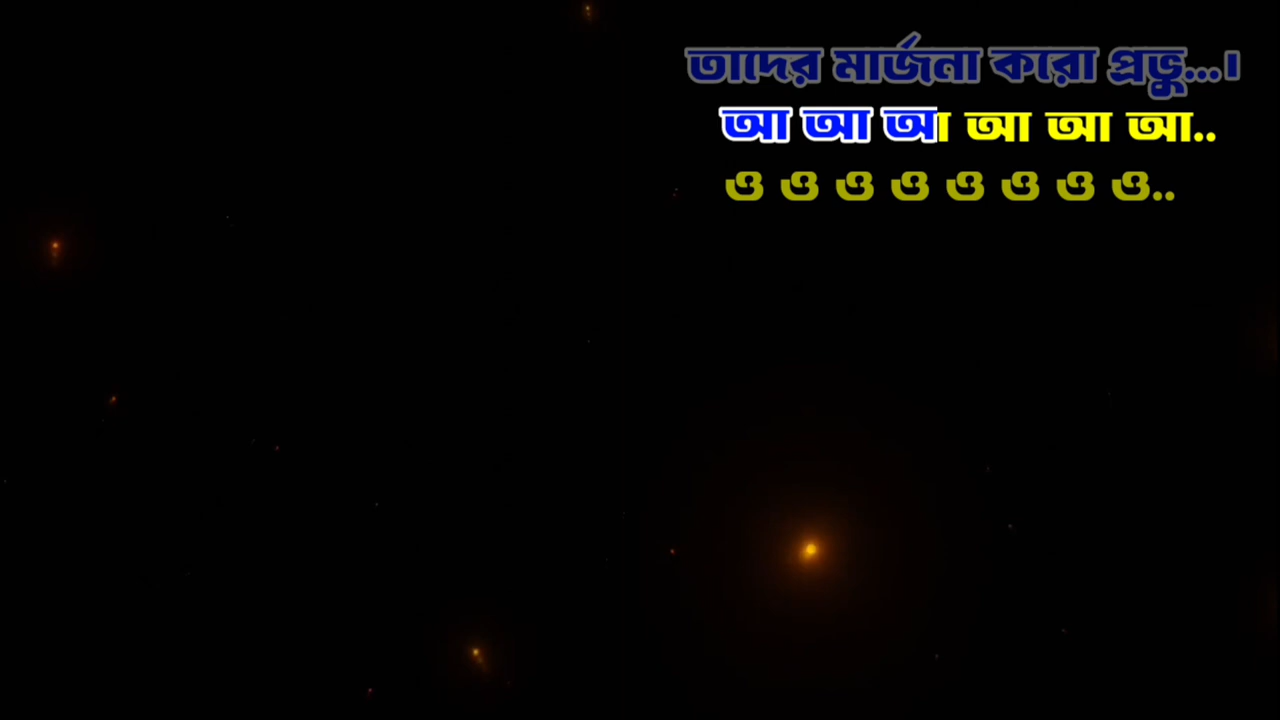 তাদের মার্জনা করো প্রভু...।
আ আ আ আ আ আ..
ও ও ও ও ও ও ও ও..